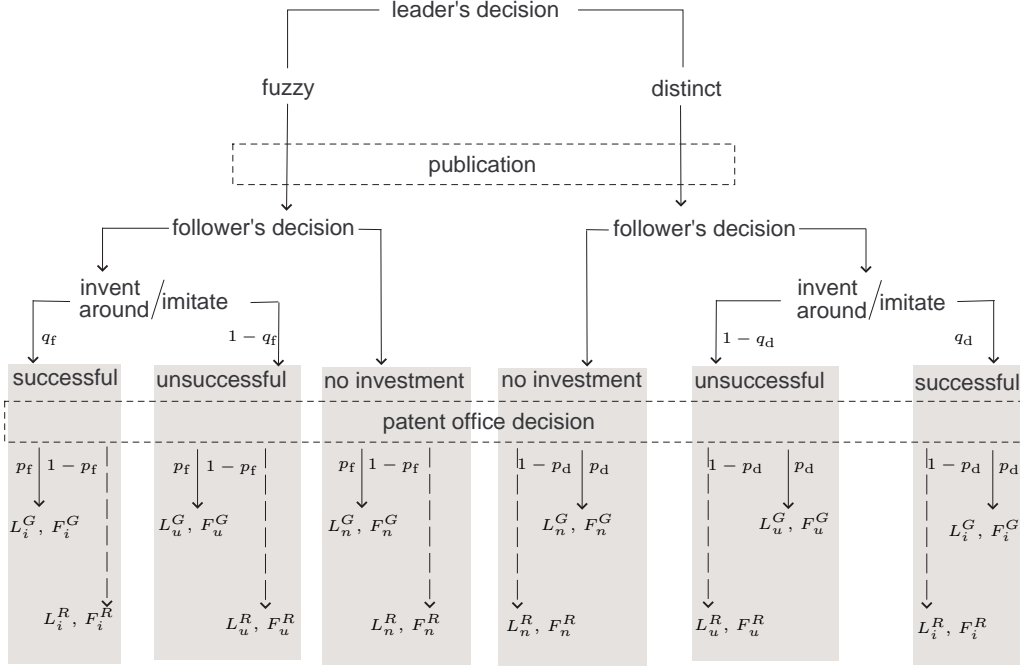 leader's decision
fuzzy
distinct
publication
follower's decision
follower's decision
invent
around/imitate
invent
around/imitate
q_f
1 − q_f
1 − q_d
q_d
successful
unsuccessful
no investment
no investment
unsuccessful
successful
patent office decision
p_f 1 − p_f
p_f 1 − p_f
p_f 1 − p_f
1 − p_d p_d
1 − p_d p_d
1 − p_d p_d
L_i^G, F_i^G
L_u^G, F_u^G
L_n^G, F_n^G
L_n^G, F_n^G
L_u^G, F_u^G
L_i^G, F_i^G
L_i^R, F_i^R
L_u^R, F_u^R
L_n^R, F_n^R
L_n^R, F_n^R
L_u^R, F_u^R
L_i^R, F_i^R